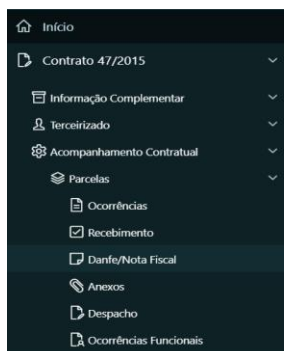 Início
Contrato 47/2015
Informação Complementar
Terceirizado
Acompanhamento Contratual
Parcelas
Ocorrências
Recebimento
Danfe/Nota Fiscal
Anexos
Despacho
Ocorrências Funcionais